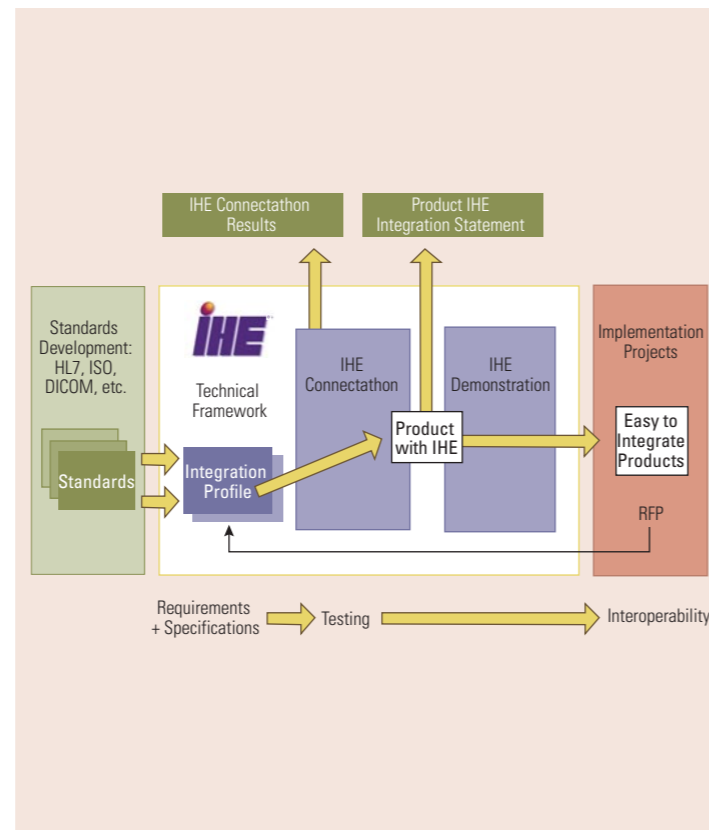 IHE Connectathon
Results
Product IHE
Integration Statement
Standards
Development:
HL7, ISO,
DICOM, etc.
Standards
IHE
Technical
Framework
Integration
Profile
IHE
Connectathon
Product
with IHE
IHE
Demonstration
Implementation
Projects
Easy to
Integrate
Products
RFP
Requirements
+ Specifications
Testing
Interoperability